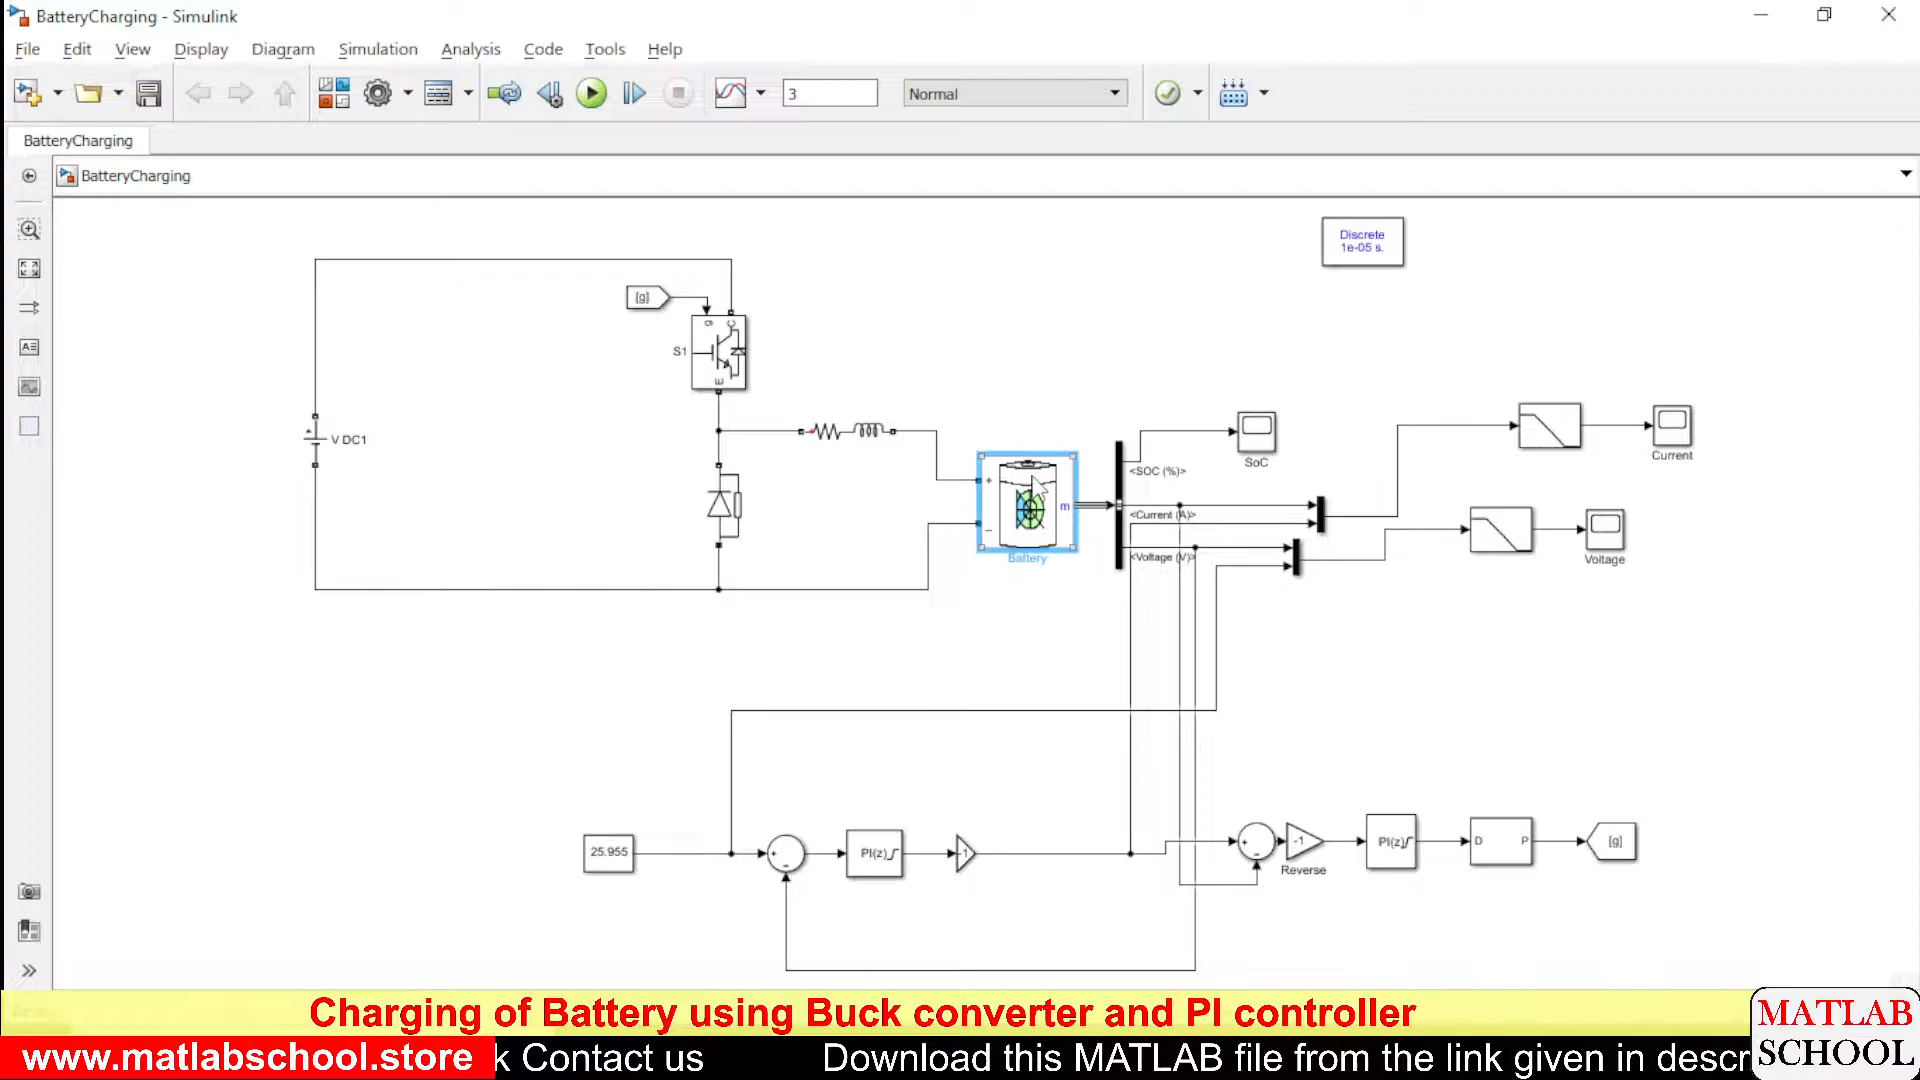 BatteryCharging - Simulink
File Edit View Display Diagram Simulation Analysis Code Tools Help
3
Normal
BatteryCharging
BatteryCharging
Discrete
1e-05 s.
[g]
g C
S1
E
V DC1
+
m
-
Battery
<SOC (%)>
<Current (A)>
<Voltage (V)>
SoC
Current
Voltage
25.955
+
-
PI(z)
-1
+
-
-1
Reverse
PI(z)
D P
[g]
Charging of Battery using Buck converter and PI controller
www.matlabschool.store
k Contact us
Download this MATLAB file from the link given in descr
MATLAB
SCHOOL